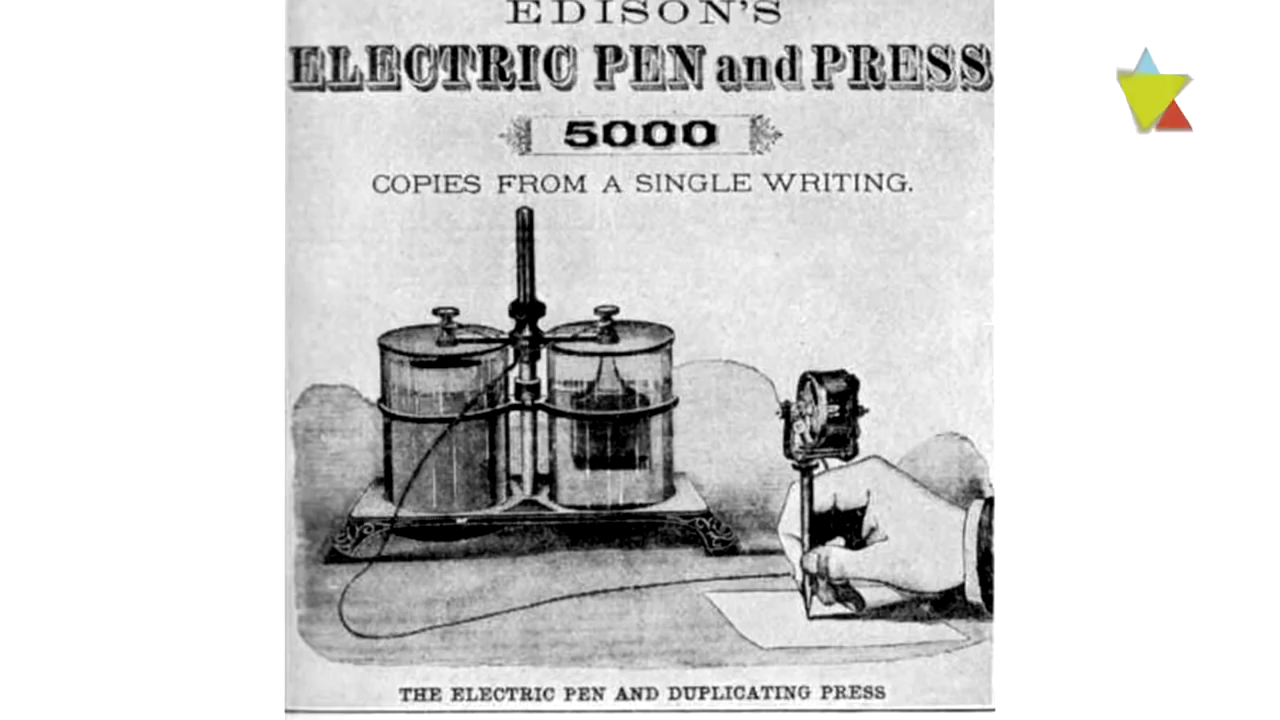 EDISON'S
ELECTRIC PEN and PRESS
5000
COPIES FROM A SINGLE WRITING.
THE ELECTRIC PEN AND DUPLICATING PRESS